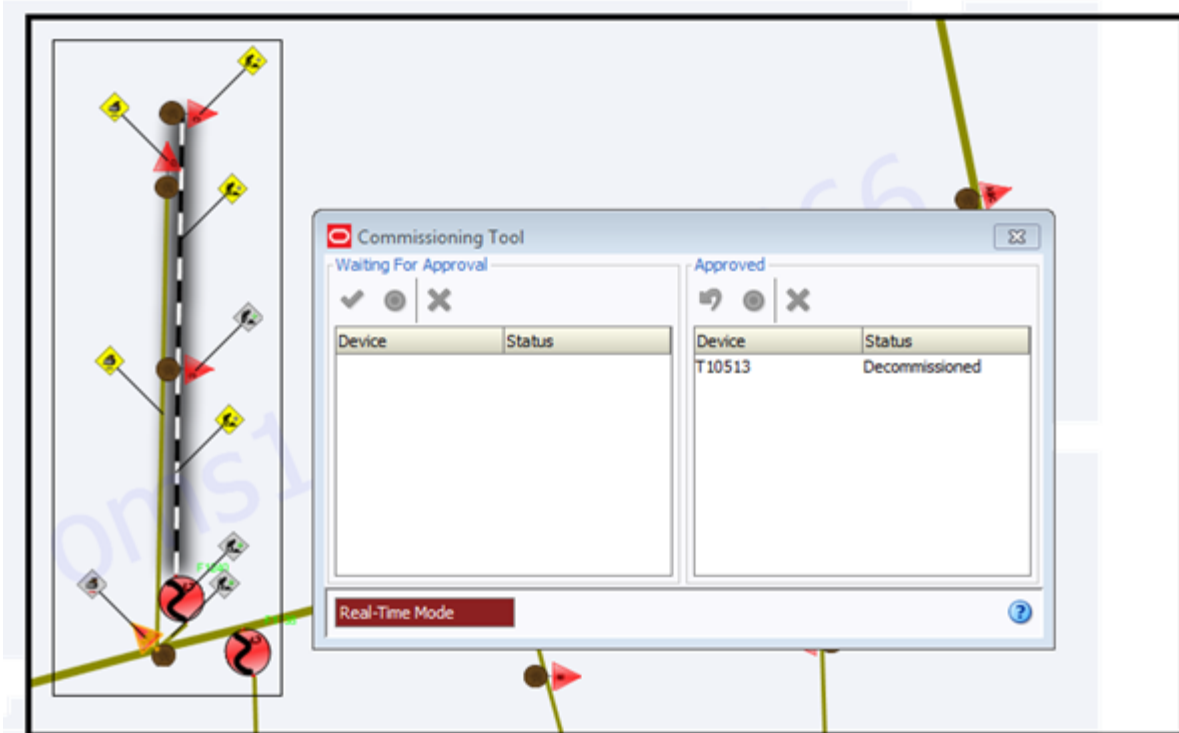 Commissioning Tool
Waiting For Approval
Approved
Device Status
Device Status
T10513 Decommissioned
Real-Time Mode